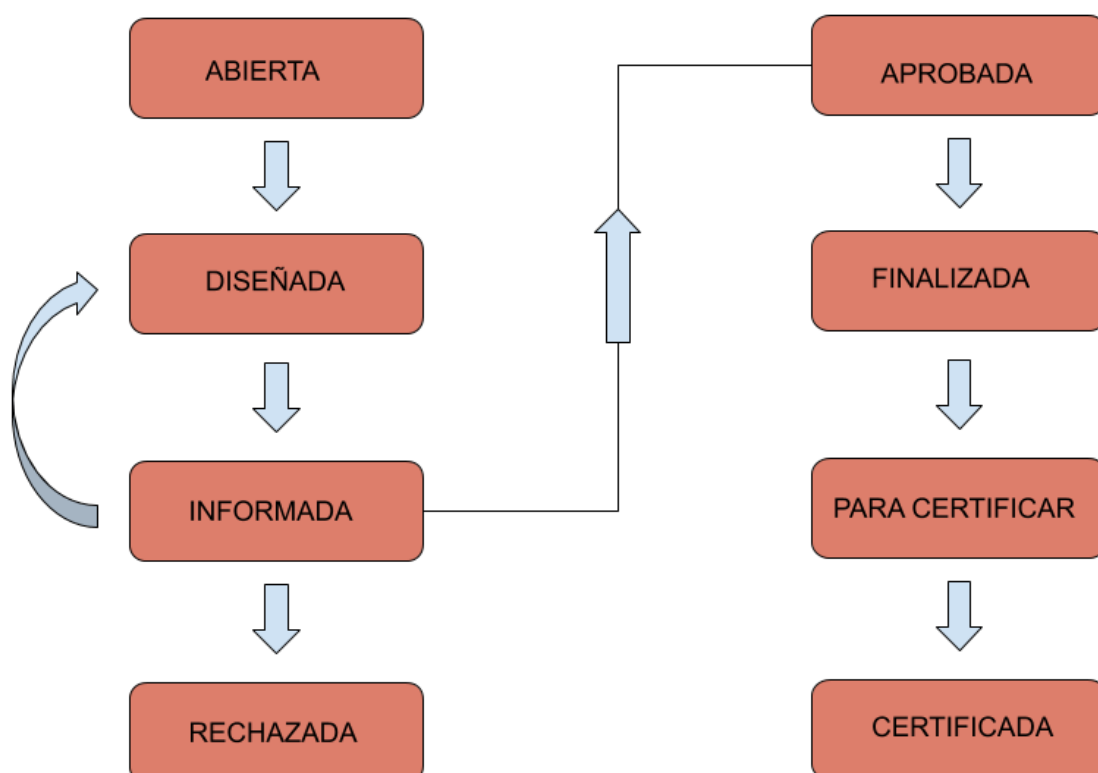 ABIERTA
DISEÑADA
INFORMADA
RECHAZADA
APROBADA
FINALIZADA
PARA CERTIFICAR
CERTIFICADA